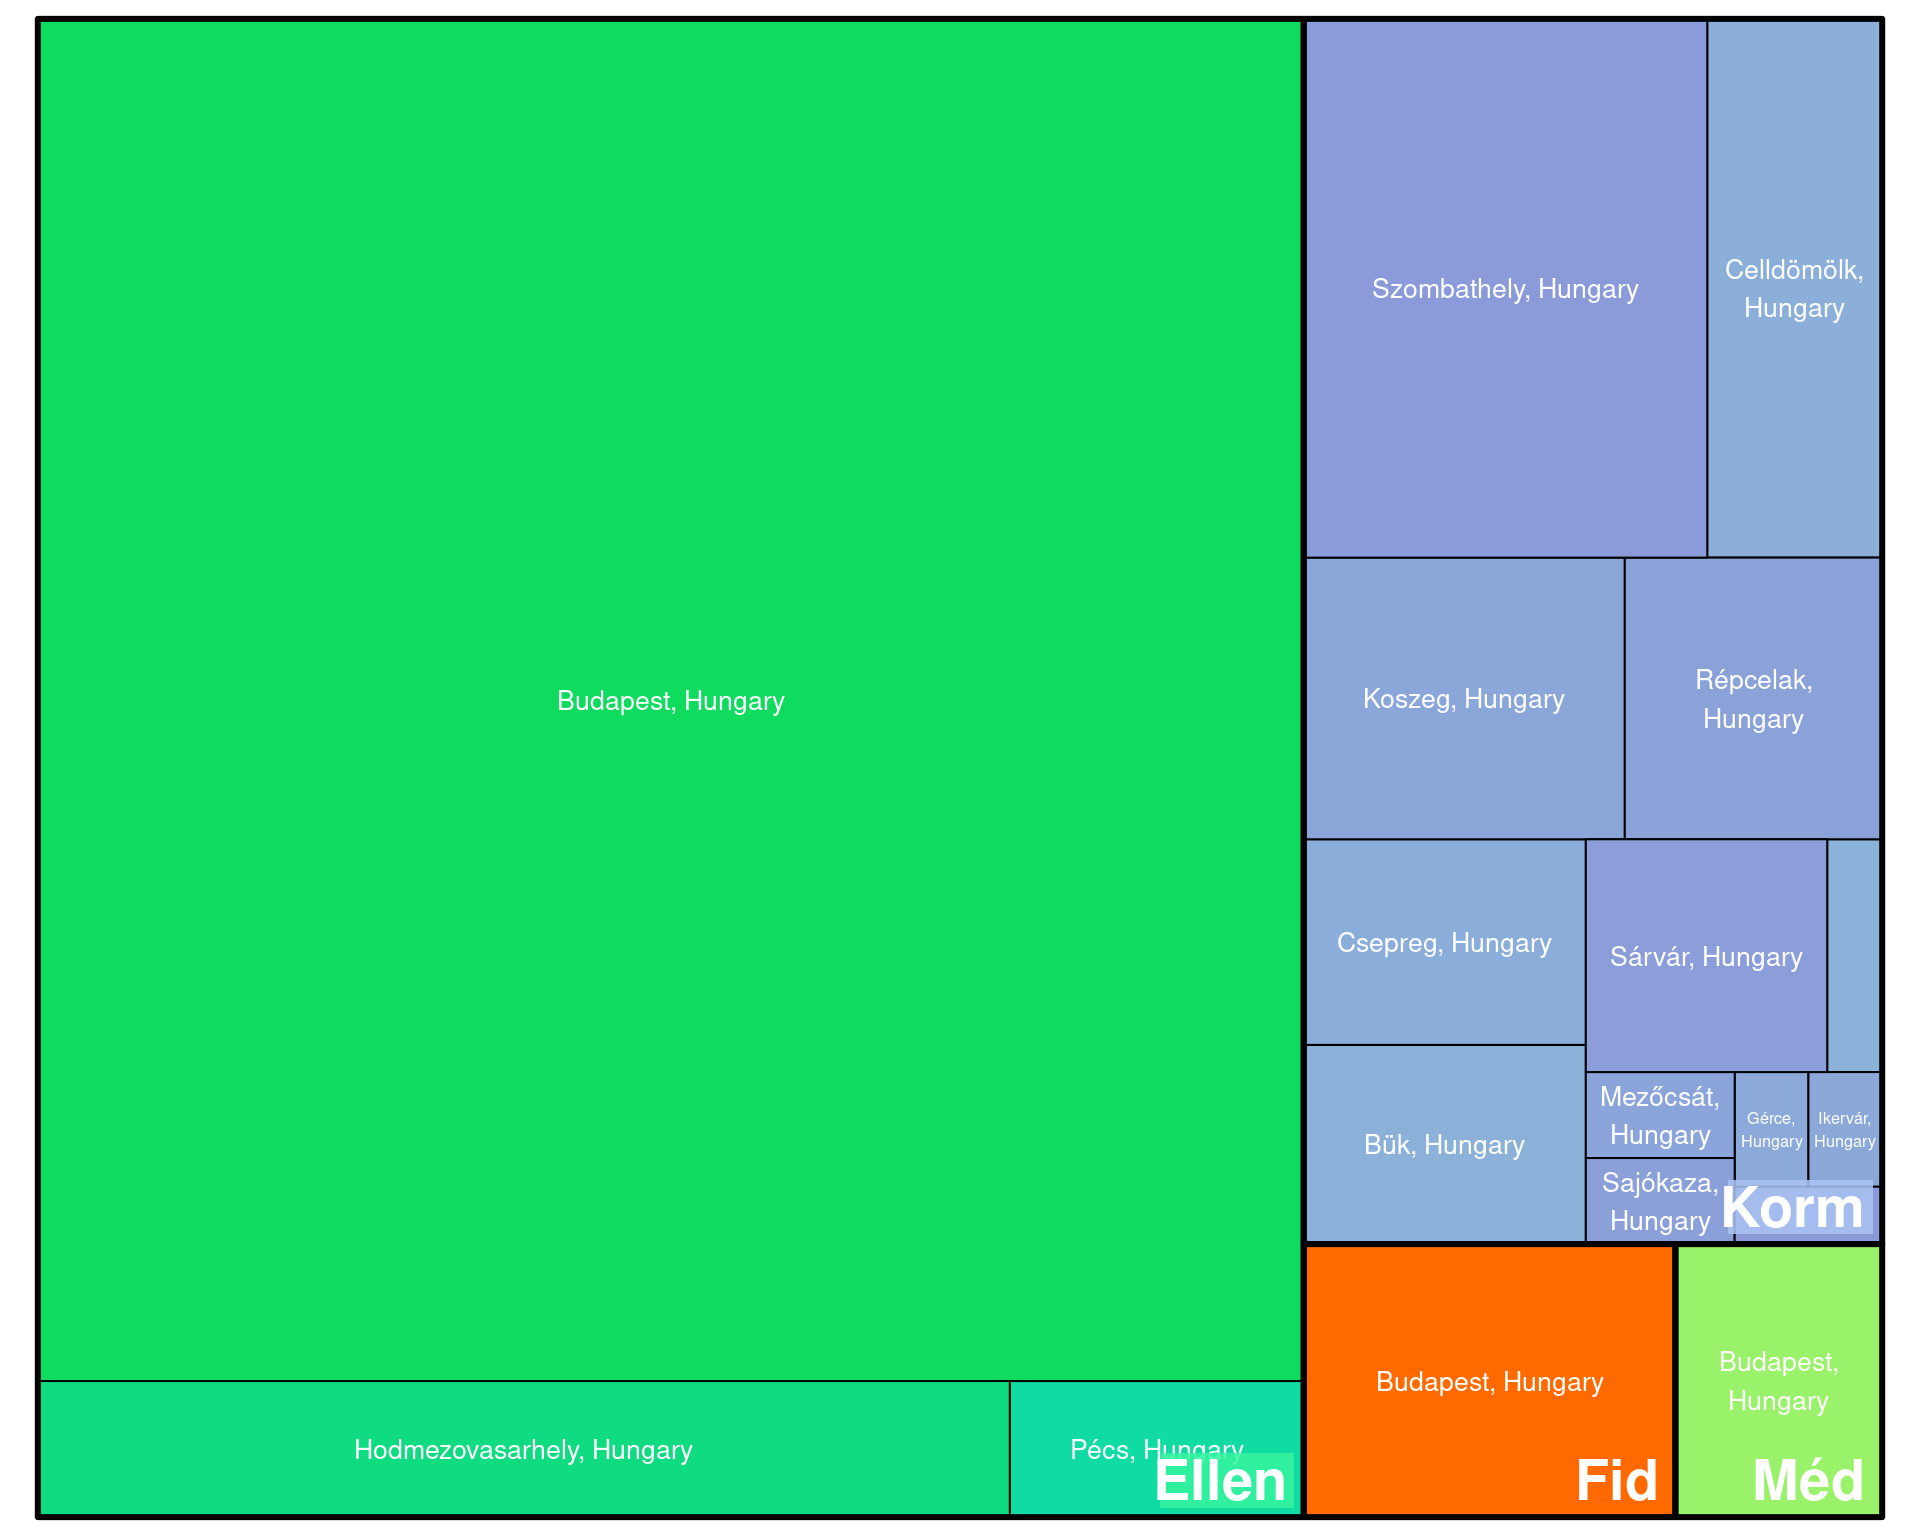 Budapest, Hungary
Hodmezovasarhely, Hungary
Pécs, Hungary
Ellen
Szombathely, Hungary
Celldömölk,
Hungary
Koszeg, Hungary
Répcelak,
Hungary
Csepreg, Hungary
Sárvár, Hungary
Bük, Hungary
Mezőcsát,
Hungary
Gérce,
Hungary
Ikervár,
Hungary
Sajókaza,
Hungary
Korm
Budapest, Hungary
Fid
Budapest,
Hungary
Méd